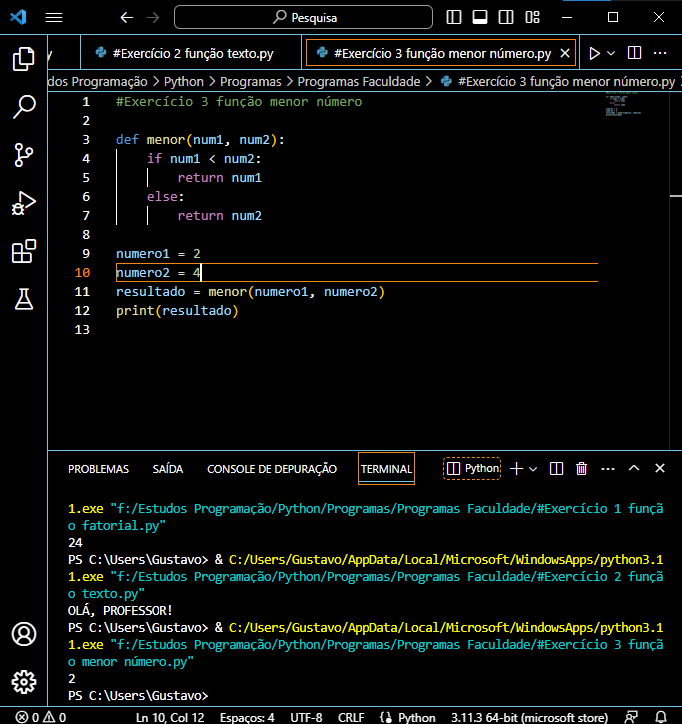 Pesquisa
y
#Exercício 2 função texto.py
#Exercício 3 função menor número.py
dos Programação > Python > Programas > Programas Faculdade > #Exercício 3 função menor número.py
1 #Exercício 3 função menor número
2
3 def menor(num1, num2):
4 if num1 < num2:
5 return num1
6 else:
7 return num2
8
9 numero1 = 2
10 numero2 = 4
11 resultado = menor(numero1, numero2)
12 print(resultado)
13
PROBLEMAS SAÍDA CONSOLE DE DEPURAÇÃO TERMINAL Python
1.exe "f:/Estudos Programação/Python/Programas/Programas Faculdade/#Exercício 1 funçã
o fatorial.py"
24
PS C:\Users\Gustavo> & C:/Users/Gustavo/AppData/Local/Microsoft/WindowsApps/python3.1
1.exe "f:/Estudos Programação/Python/Programas/Programas Faculdade/#Exercício 2 funçã
o texto.py"
OLÁ, PROFESSOR!
PS C:\Users\Gustavo> & C:/Users/Gustavo/AppData/Local/Microsoft/WindowsApps/python3.1
1.exe "f:/Estudos Programação/Python/Programas/Programas Faculdade/#Exercício 3 funçã
o menor número.py"
2
PS C:\Users\Gustavo>
0 0 Ln 10, Col 12 Espaços: 4 UTF-8 CRLF Python 3.11.3 64-bit (microsoft store)